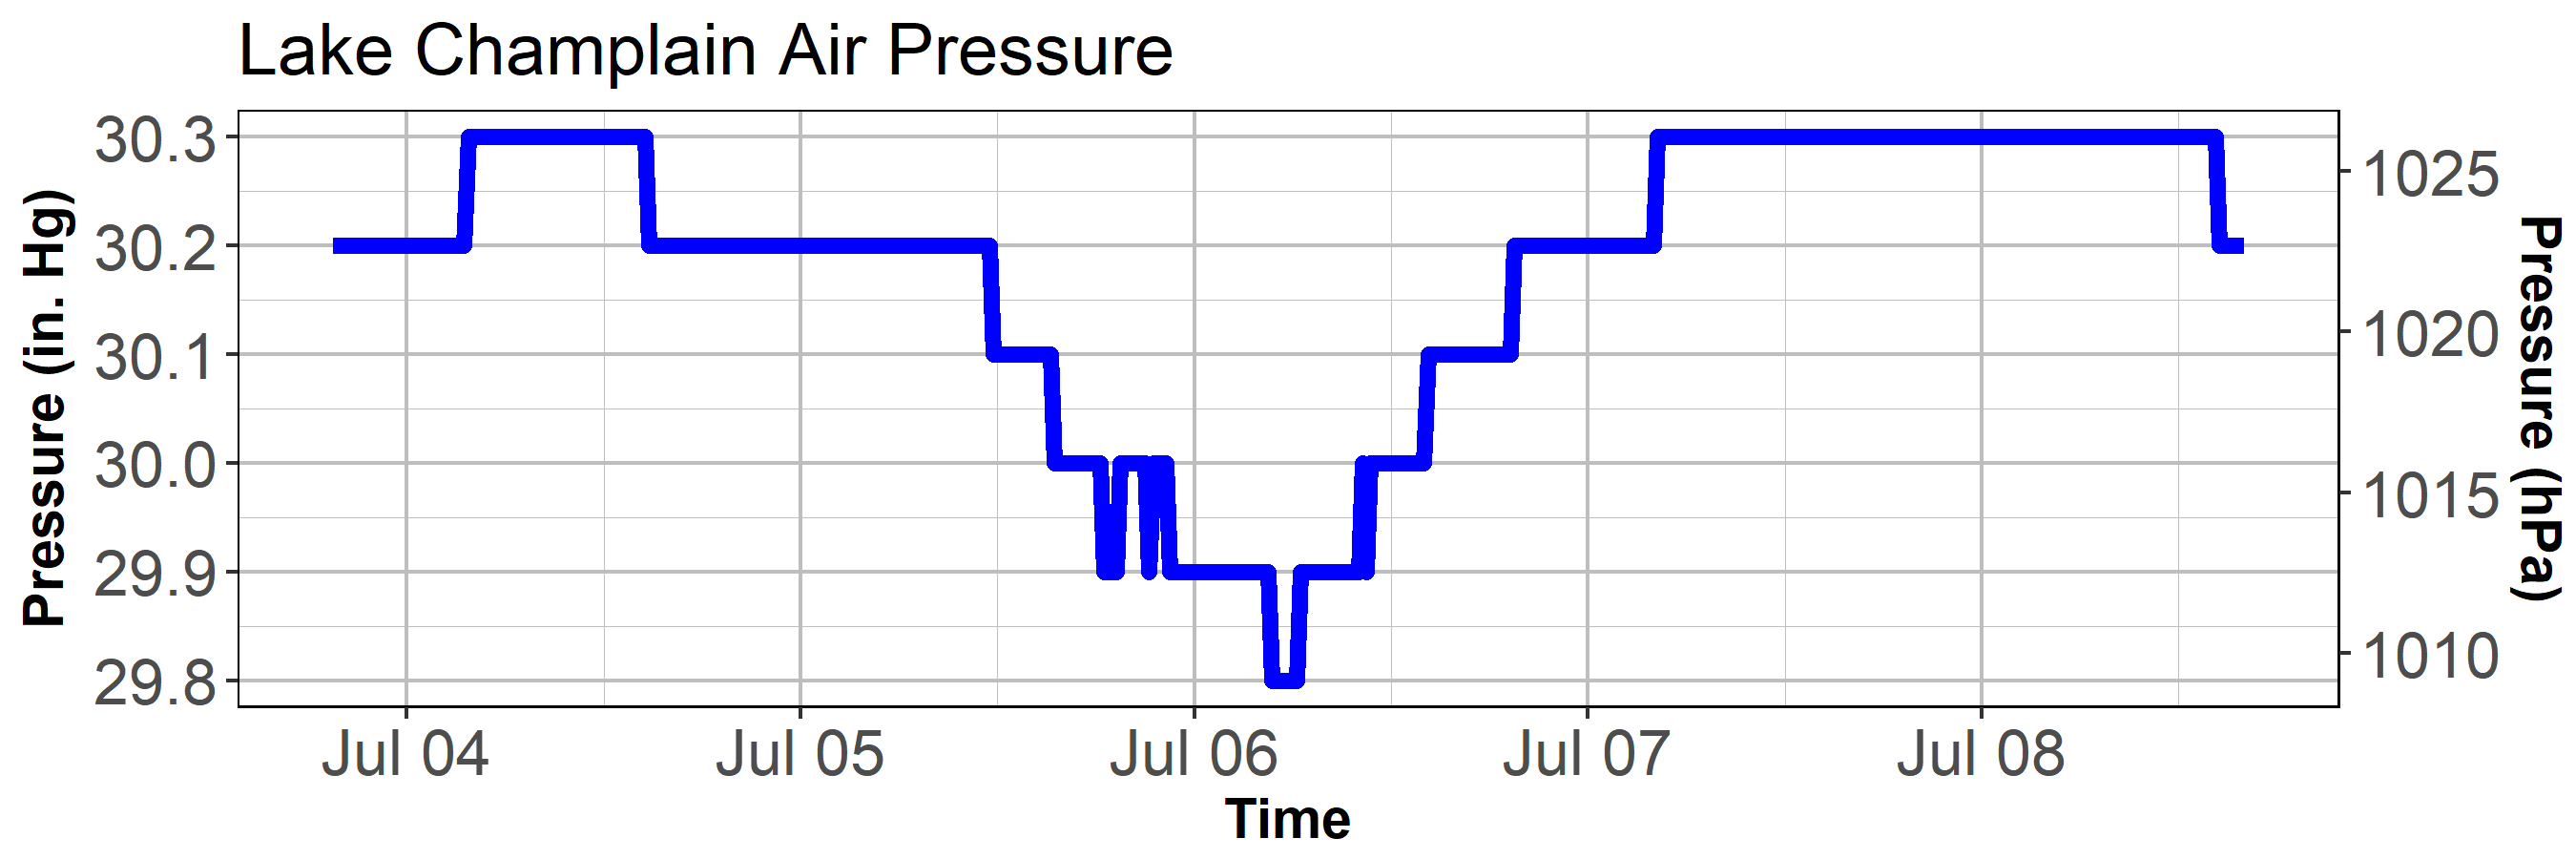 Lake Champlain Air Pressure
Pressure (in. Hg)
30.3
30.2
30.1
30.0
29.9
29.8
1025
1020
1015
1010
Pressure (hPa)
Jul 04 Jul 05 Jul 06 Jul 07 Jul 08
Time